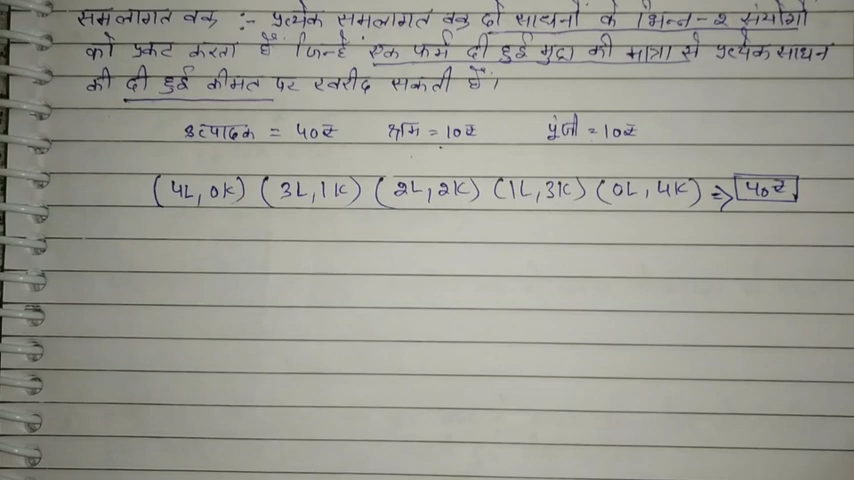 समलागत वक्र :- प्रत्येक समलागत वक्र दो साधनों के भिन्न-२ संयोगो
को प्रकट करता है जिन्हें एक फर्म दी हुई मुद्रा की मात्रा से प्रत्येक साधन
की दी हुई कीमत पर खरीद सकती है।
उत्पादक = 40₹ श्रम = 10₹ पूंजी = 10₹
(4L, 0K) (3L, 1K) (2L, 2K) (1L, 3K) (0L, 4K) => 40₹